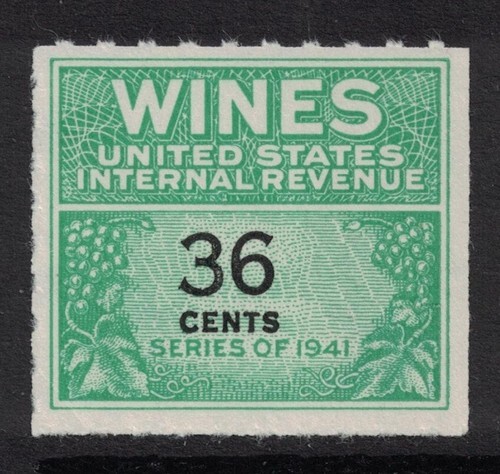 WINES
UNITED STATES
INTERNAL REVENUE
36
CENTS
SERIES OF 1941